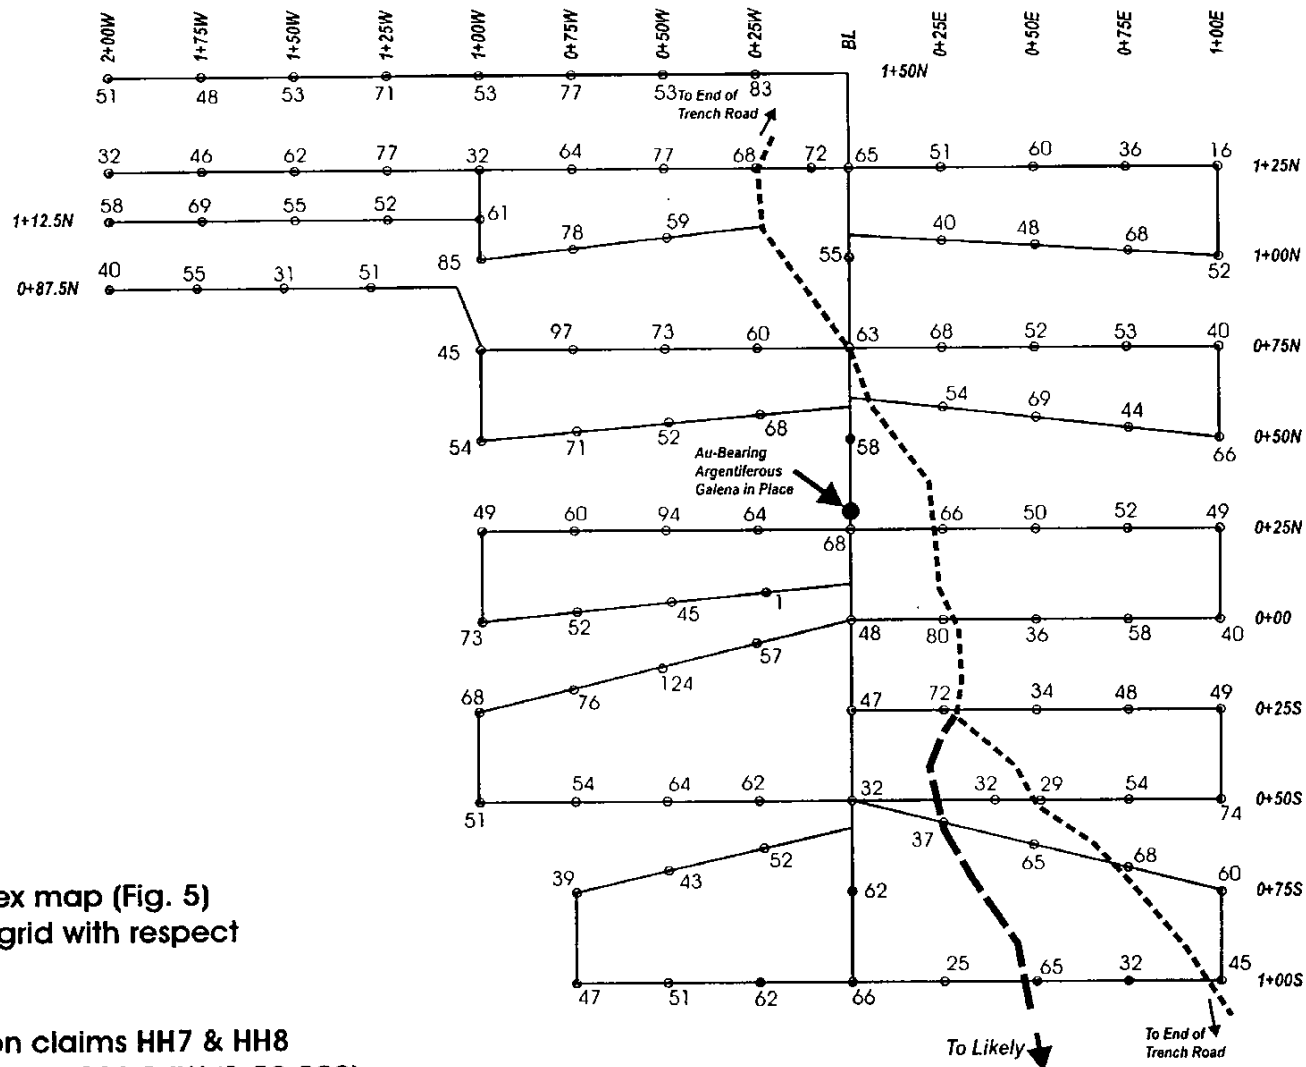 2+00W 1+75W 1+50W 1+25W 1+00W 0+75W 0+50W 0+25W BL 0+25E 0+50E 0+75E 1+00E
1+50N
51 48 53 71 53 77 53 83
To End of
Trench Road
32 46 62 77 32 64 77 68 72 65 51 60 36 16 1+25N
1+12.5N 58 69 55 52 61
85 78 59 55 40 48 68 52 1+00N
0+87.5N 40 55 31 51
45 97 73 60 63 68 52 53 40 0+75N
54 71 52 68 58 54 69 44 66 0+50N
Au-Bearing
Argentiferous
Galena in Place
49 60 94 64 68 66 50 52 49 0+25N
73 52 45 1 48 80 36 58 40 0+00
68 76 124 57 47 72 34 48 49 0+25S
51 54 64 62 32 32 29 54 74 0+50S
39 43 52 62 37 65 68 60 0+75S
47 51 62 66 25 65 32 45 1+00S
ex map (Fig. 5)
grid with respect
on claims HH7 & HH8
To Likely
To End of
Trench Road